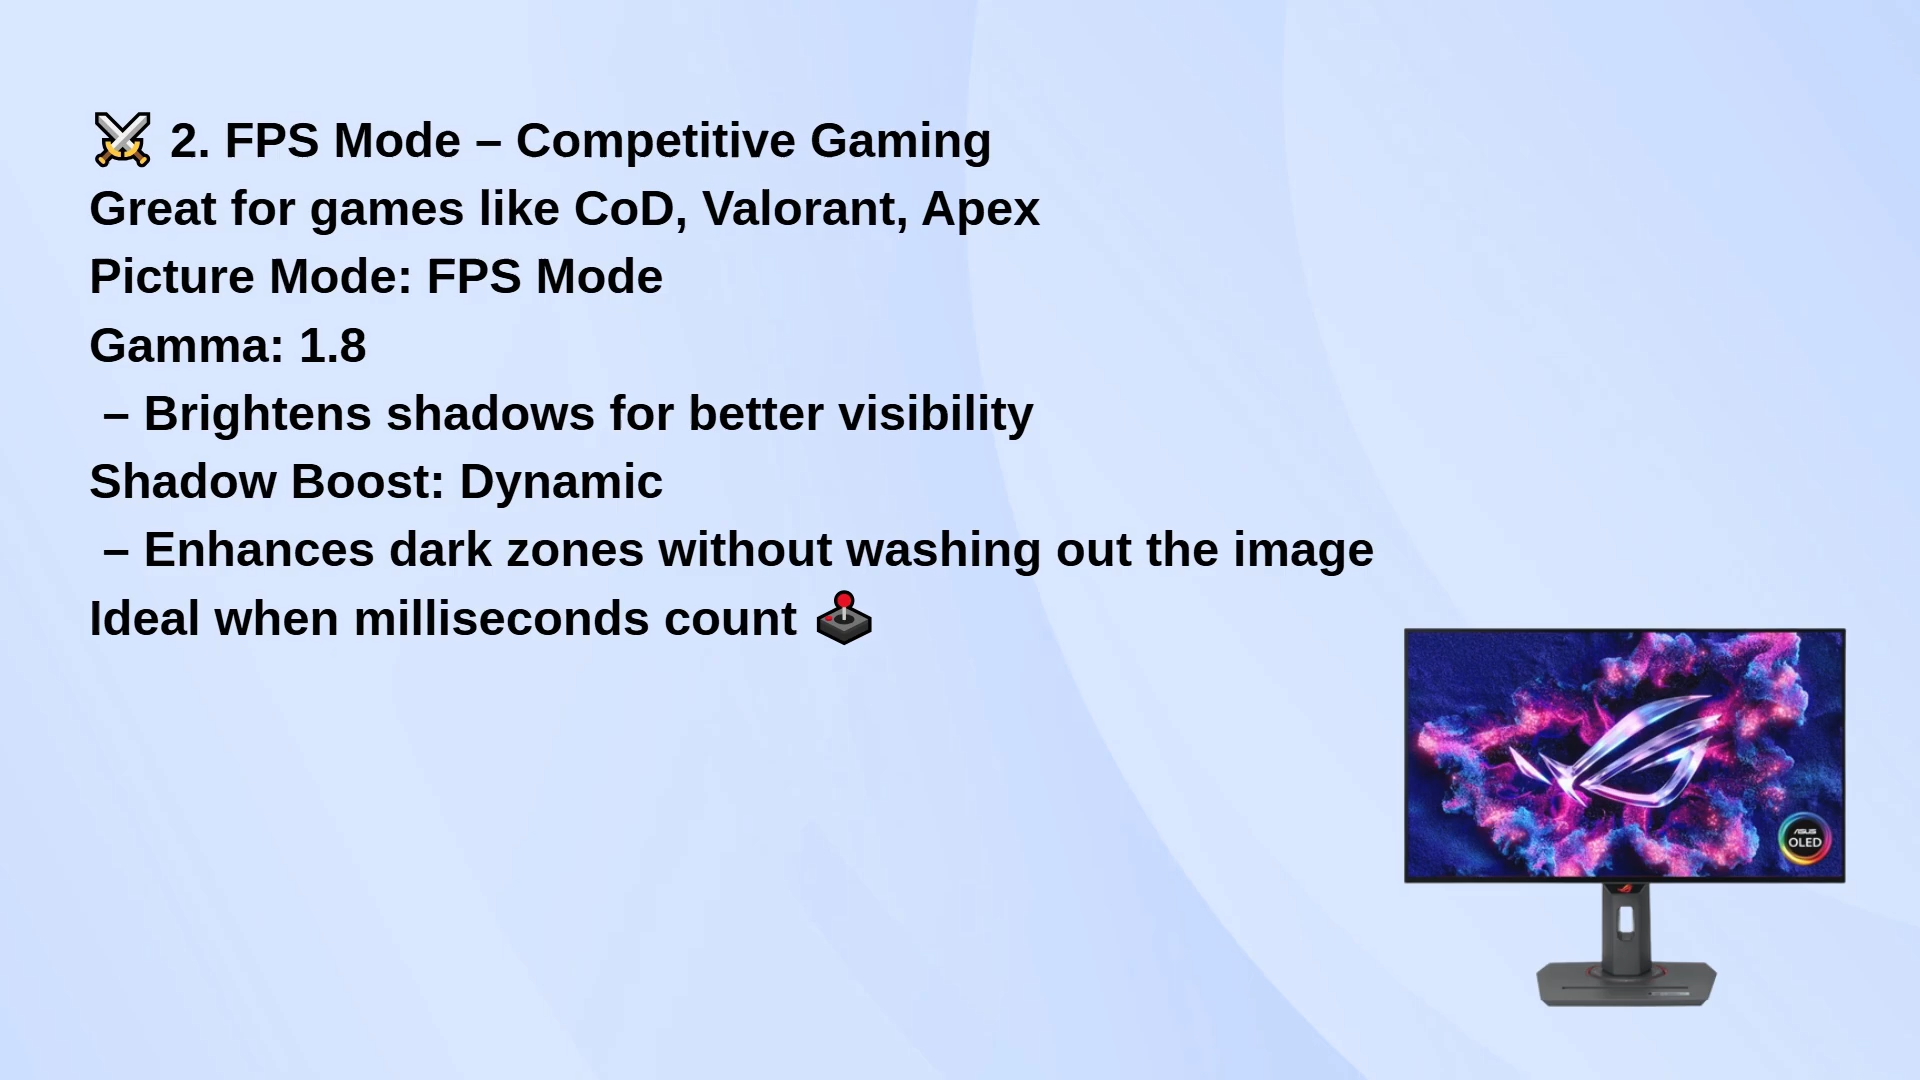 ⚔️ 2. FPS Mode – Competitive Gaming
Great for games like CoD, Valorant, Apex
Picture Mode: FPS Mode
Gamma: 1.8
– Brightens shadows for better visibility
Shadow Boost: Dynamic
– Enhances dark zones without washing out the image
Ideal when milliseconds count 🕹️
ASUS
OLED